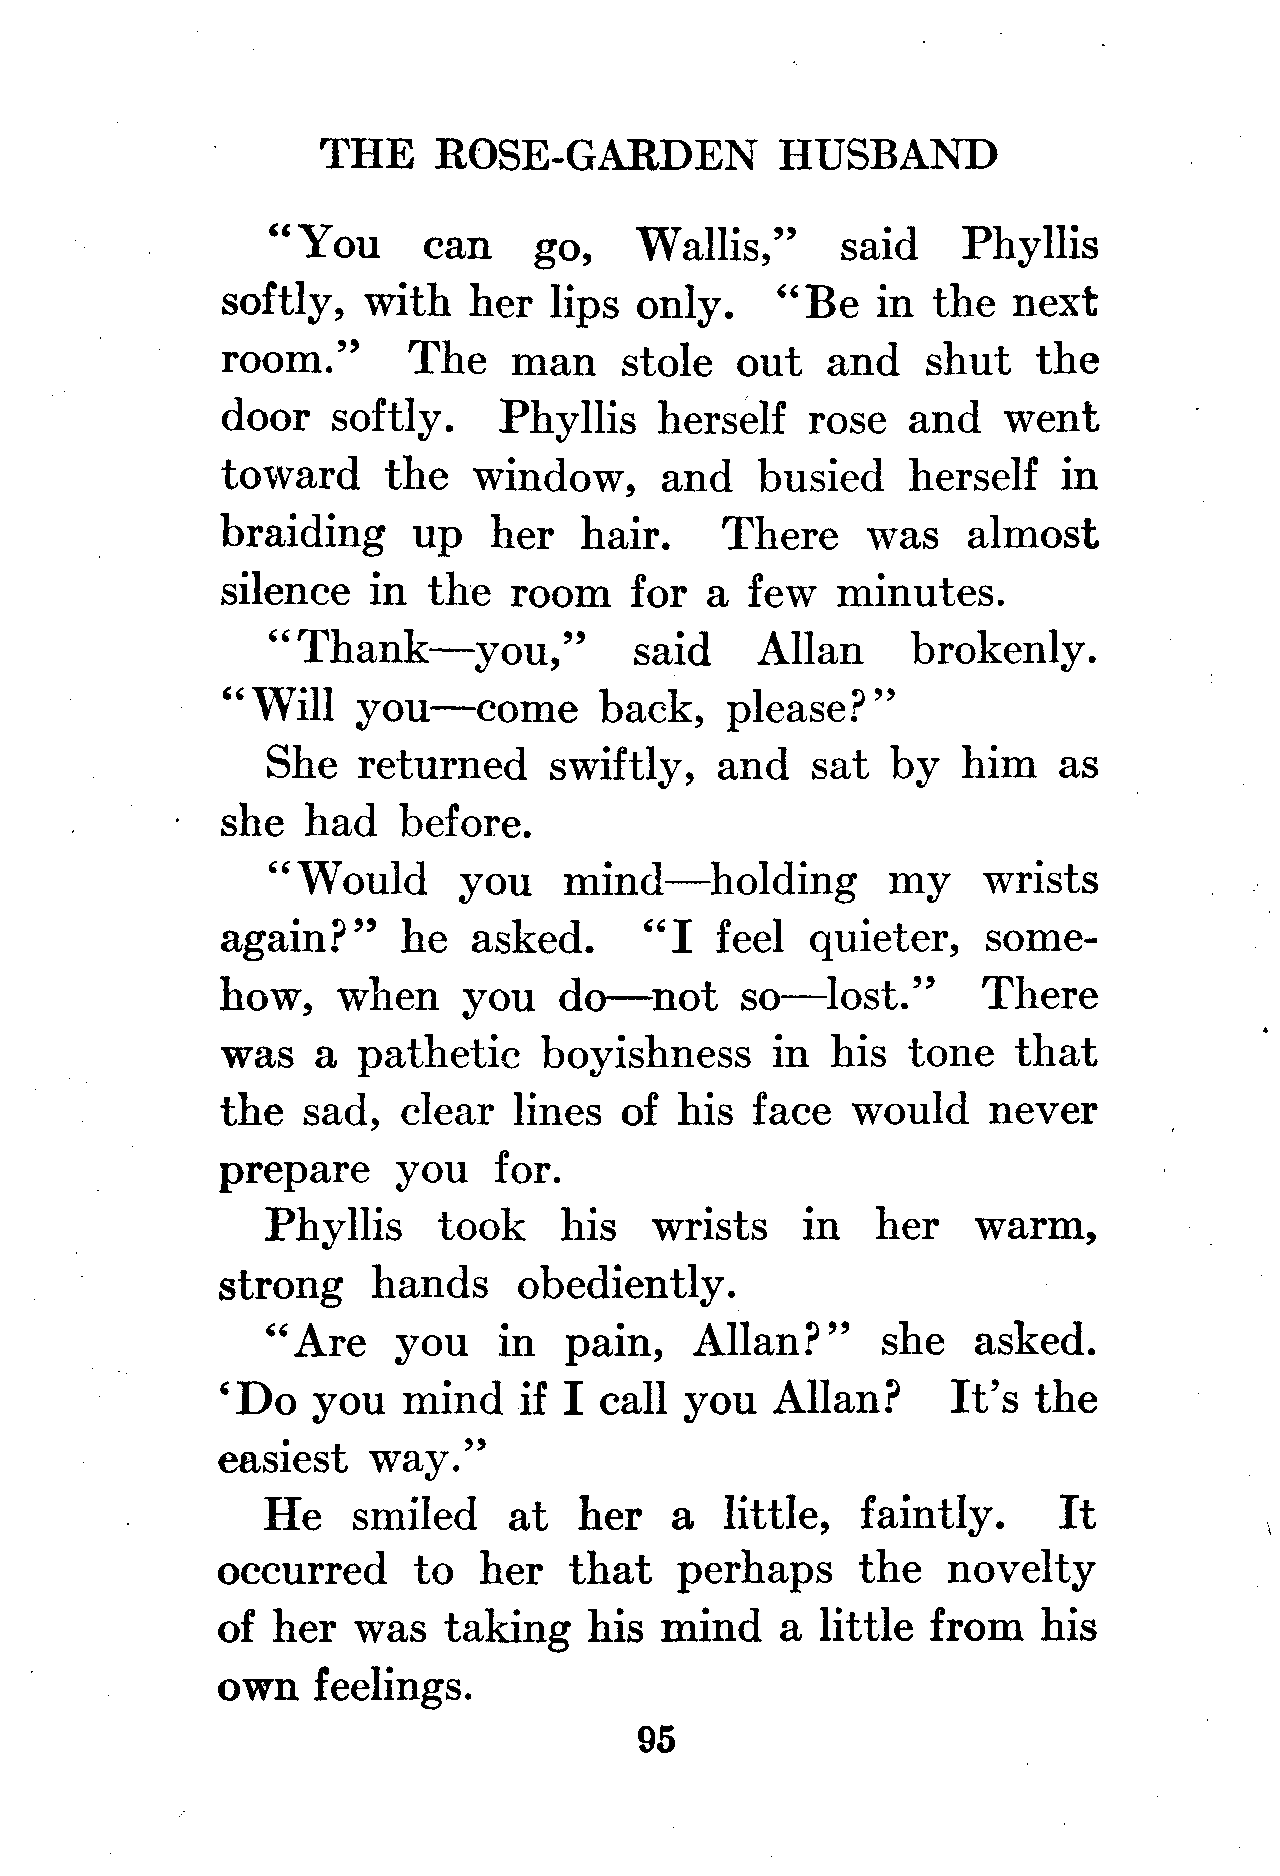 THE ROSE-GARDEN HUSBAND
“You can go, Wallis,” said Phyllis
softly, with her lips only. “Be in the next
room.” The man stole out and shut the
door softly. Phyllis herself rose and went
toward the window, and busied herself in
braiding up her hair. There was almost
silence in the room for a few minutes.
“Thank—you,” said Allan brokenly.
“Will you—come back, please?”
She returned swiftly, and sat by him as
she had before.
“Would you mind—holding my wrists
again?” he asked. “I feel quieter, some-
how, when you do—not so—lost.” There
was a pathetic boyishness in his tone that
the sad, clear lines of his face would never
prepare you for.
Phyllis took his wrists in her warm,
strong hands obediently.
“Are you in pain, Allan?” she asked.
‘Do you mind if I call you Allan? It’s the
easiest way.”
He smiled at her a little, faintly. It
occurred to her that perhaps the novelty
of her was taking his mind a little from his
own feelings.
95